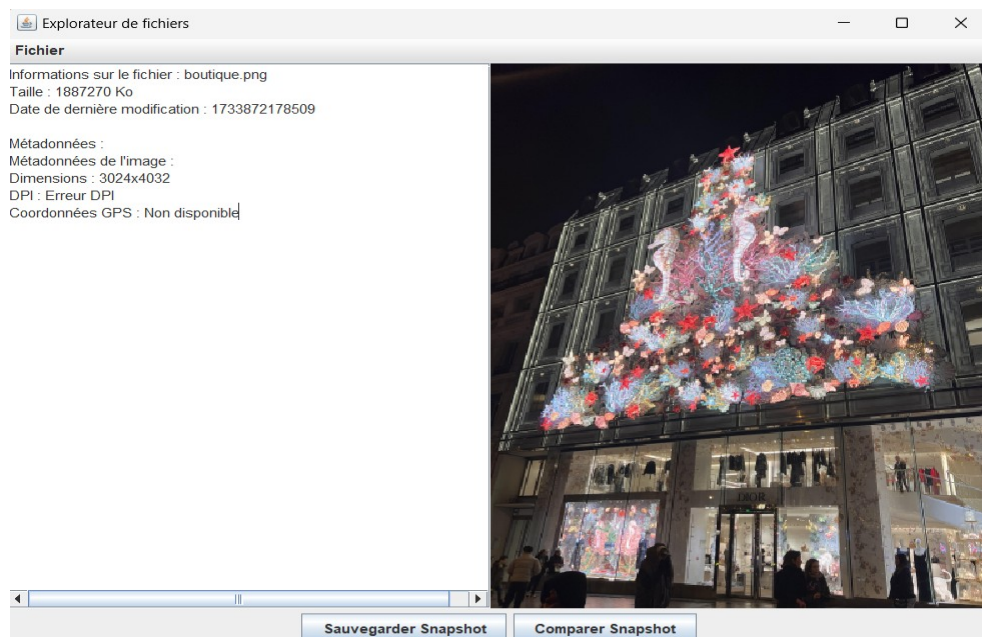 Explorateur de fichiers
Fichier
Informations sur le fichier : boutique.png
Taille : 1887270 Ko
Date de dernière modification : 1733872178509
Métadonnées :
Métadonnées de l'image :
Dimensions : 3024x4032
DPI : Erreur DPI
Coordonnées GPS : Non disponible
DIOR
Sauvegarder Snapshot
Comparer Snapshot